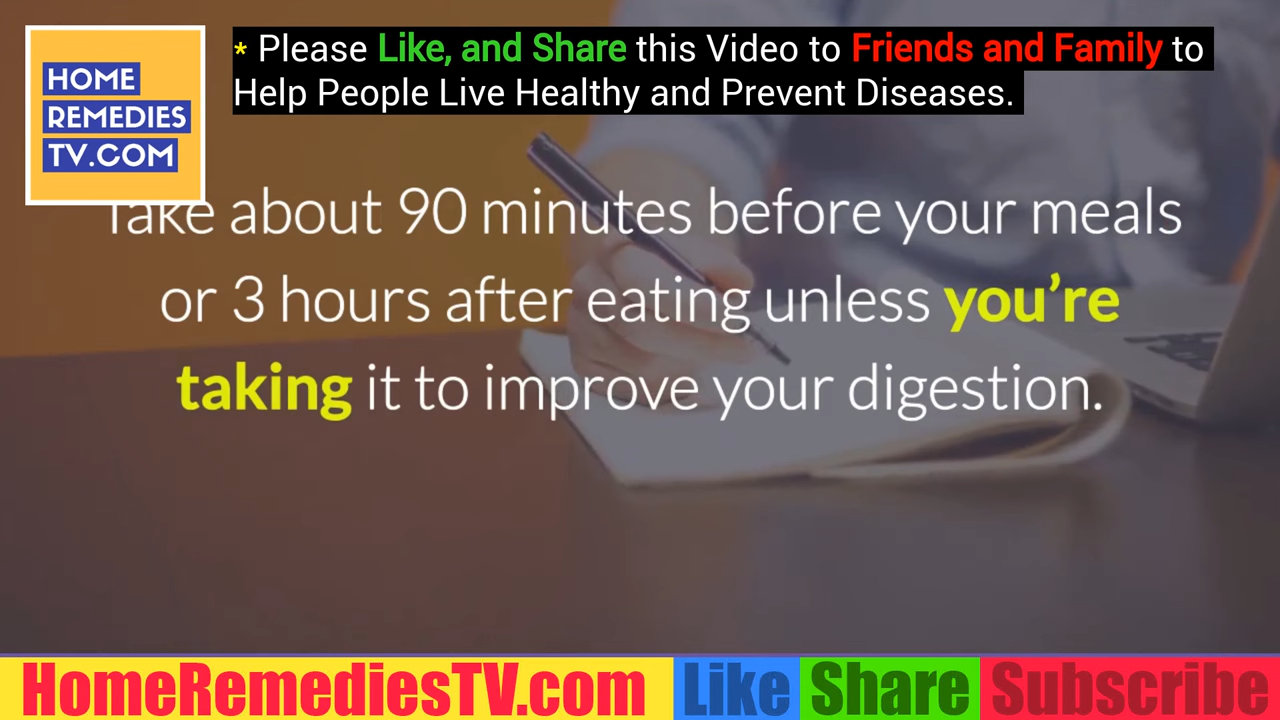 HOME
REMEDIES
TV.COM
* Please Like, and Share this Video to Friends and Family to
Help People Live Healthy and Prevent Diseases.
Take about 90 minutes before your meals
or 3 hours after eating unless you’re
taking it to improve your digestion.
HomeRemediesTV.com Like Share Subscribe